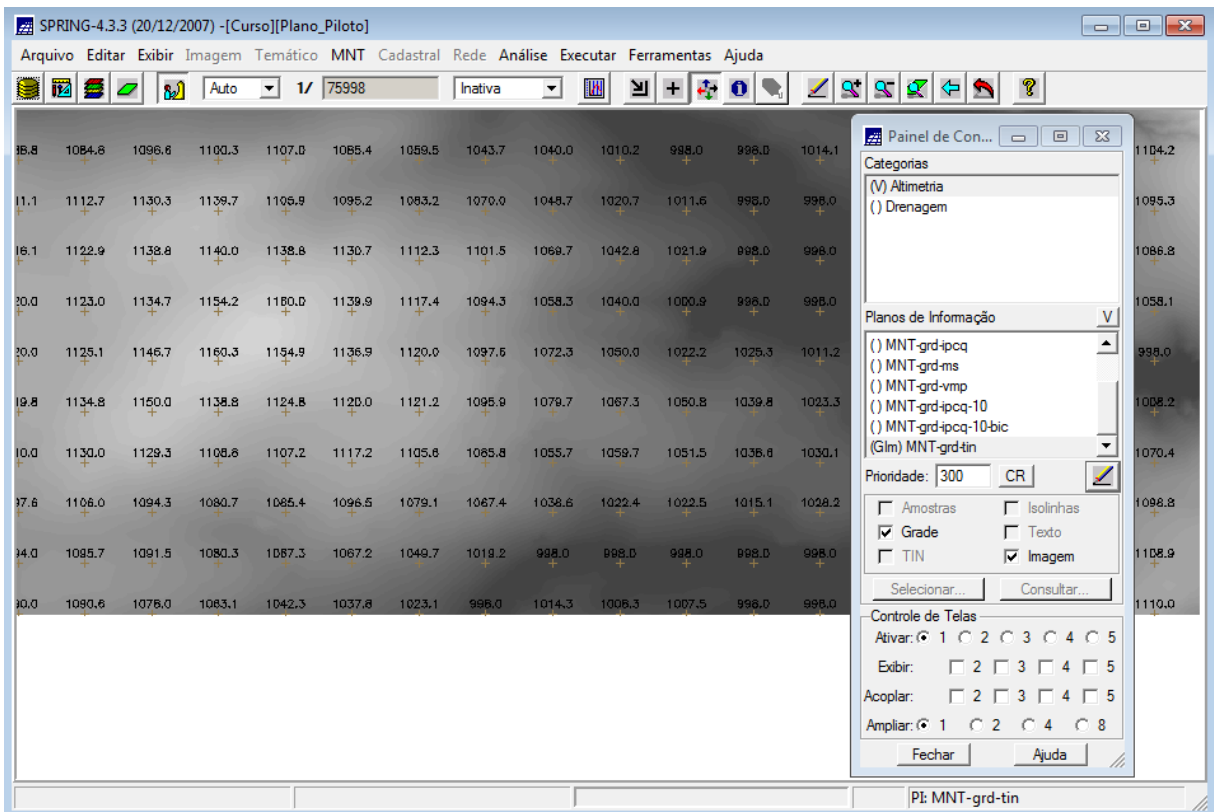 SPRING-4.3.3 (20/12/2007) -[Curso][Plano_Piloto]
Arquivo Editar Exibir Imagem Temático MNT Cadastral Rede Análise Executar Ferramentas Ajuda
Auto 1/ 75998 Inativa
1084.8 1096.6 1100.3 1107.0 1085.4 1059.5 1043.7 1040.0 1010.2 998.0 998.0 1014.1 1104.2
1112.7 1130.3 1139.7 1105.9 1095.2 1083.2 1070.0 1048.7 1020.7 1011.6 998.0 998.0 1095.3
1122.9 1138.8 1140.0 1138.8 1130.7 1112.3 1101.5 1069.7 1042.8 1021.9 998.0 998.0 1086.8
1123.0 1134.7 1154.2 1160.0 1139.9 1117.4 1094.3 1058.3 1040.0 1000.9 998.0 998.0 1058.1
1125.1 1146.7 1160.3 1154.9 1136.9 1120.0 1097.6 1072.3 1050.0 1022.2 1025.3 1011.2 998.0
1134.8 1150.0 1138.8 1124.8 1120.0 1121.2 1095.9 1079.7 1067.3 1050.8 1039.8 1023.3 1008.2
1130.0 1129.3 1108.8 1107.2 1117.2 1105.8 1085.8 1055.7 1059.7 1051.5 1036.6 1030.1 1070.4
1106.0 1094.3 1080.7 1085.4 1096.5 1079.1 1067.4 1036.6 1022.4 1022.5 1015.1 1028.2 1096.8
1085.7 1091.5 1080.3 1067.3 1067.2 1049.7 1019.2 998.0 998.0 998.0 998.0 998.0 1108.9
1090.6 1076.0 1063.1 1042.3 1037.8 1023.1 998.0 1014.3 1006.3 1007.5 998.0 998.0 1110.0
Painel de Con...
Categorias
(V) Altimetria
( ) Drenagem
Planos de Informação V
( ) MNT-grd-ipcq
( ) MNT-grd-ms
( ) MNT-grd-vmp
( ) MNT-grd-ipcq-10
( ) MNT-grd-ipcq-10-bic
(GIm) MNT-grd-tin
Prioridade: 300 CR
Amostras Isolinhas
Grade Texto
TIN Imagem
Selecionar... Consultar...
Controle de Telas
Ativar: 1 2 3 4 5
Exibir: 2 3 4 5
Acoplar: 2 3 4 5
Ampliar: 1 2 4 8
Fechar Ajuda
PI: MNT-grd-tin